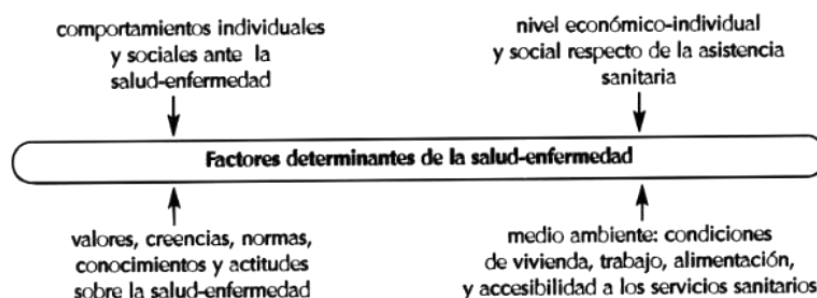 comportamientos individuales
y sociales ante la
salud-enfermedad
nivel económico-individual
y social respecto de la asistencia
sanitaria
Factores determinantes de la salud-enfermedad
valores, creencias, normas,
conocimientos y actitudes
sobre la salud-enfermedad
medio ambiente: condiciones
de vivienda, trabajo, alimentación,
y accesibilidad a los servicios sanitarios